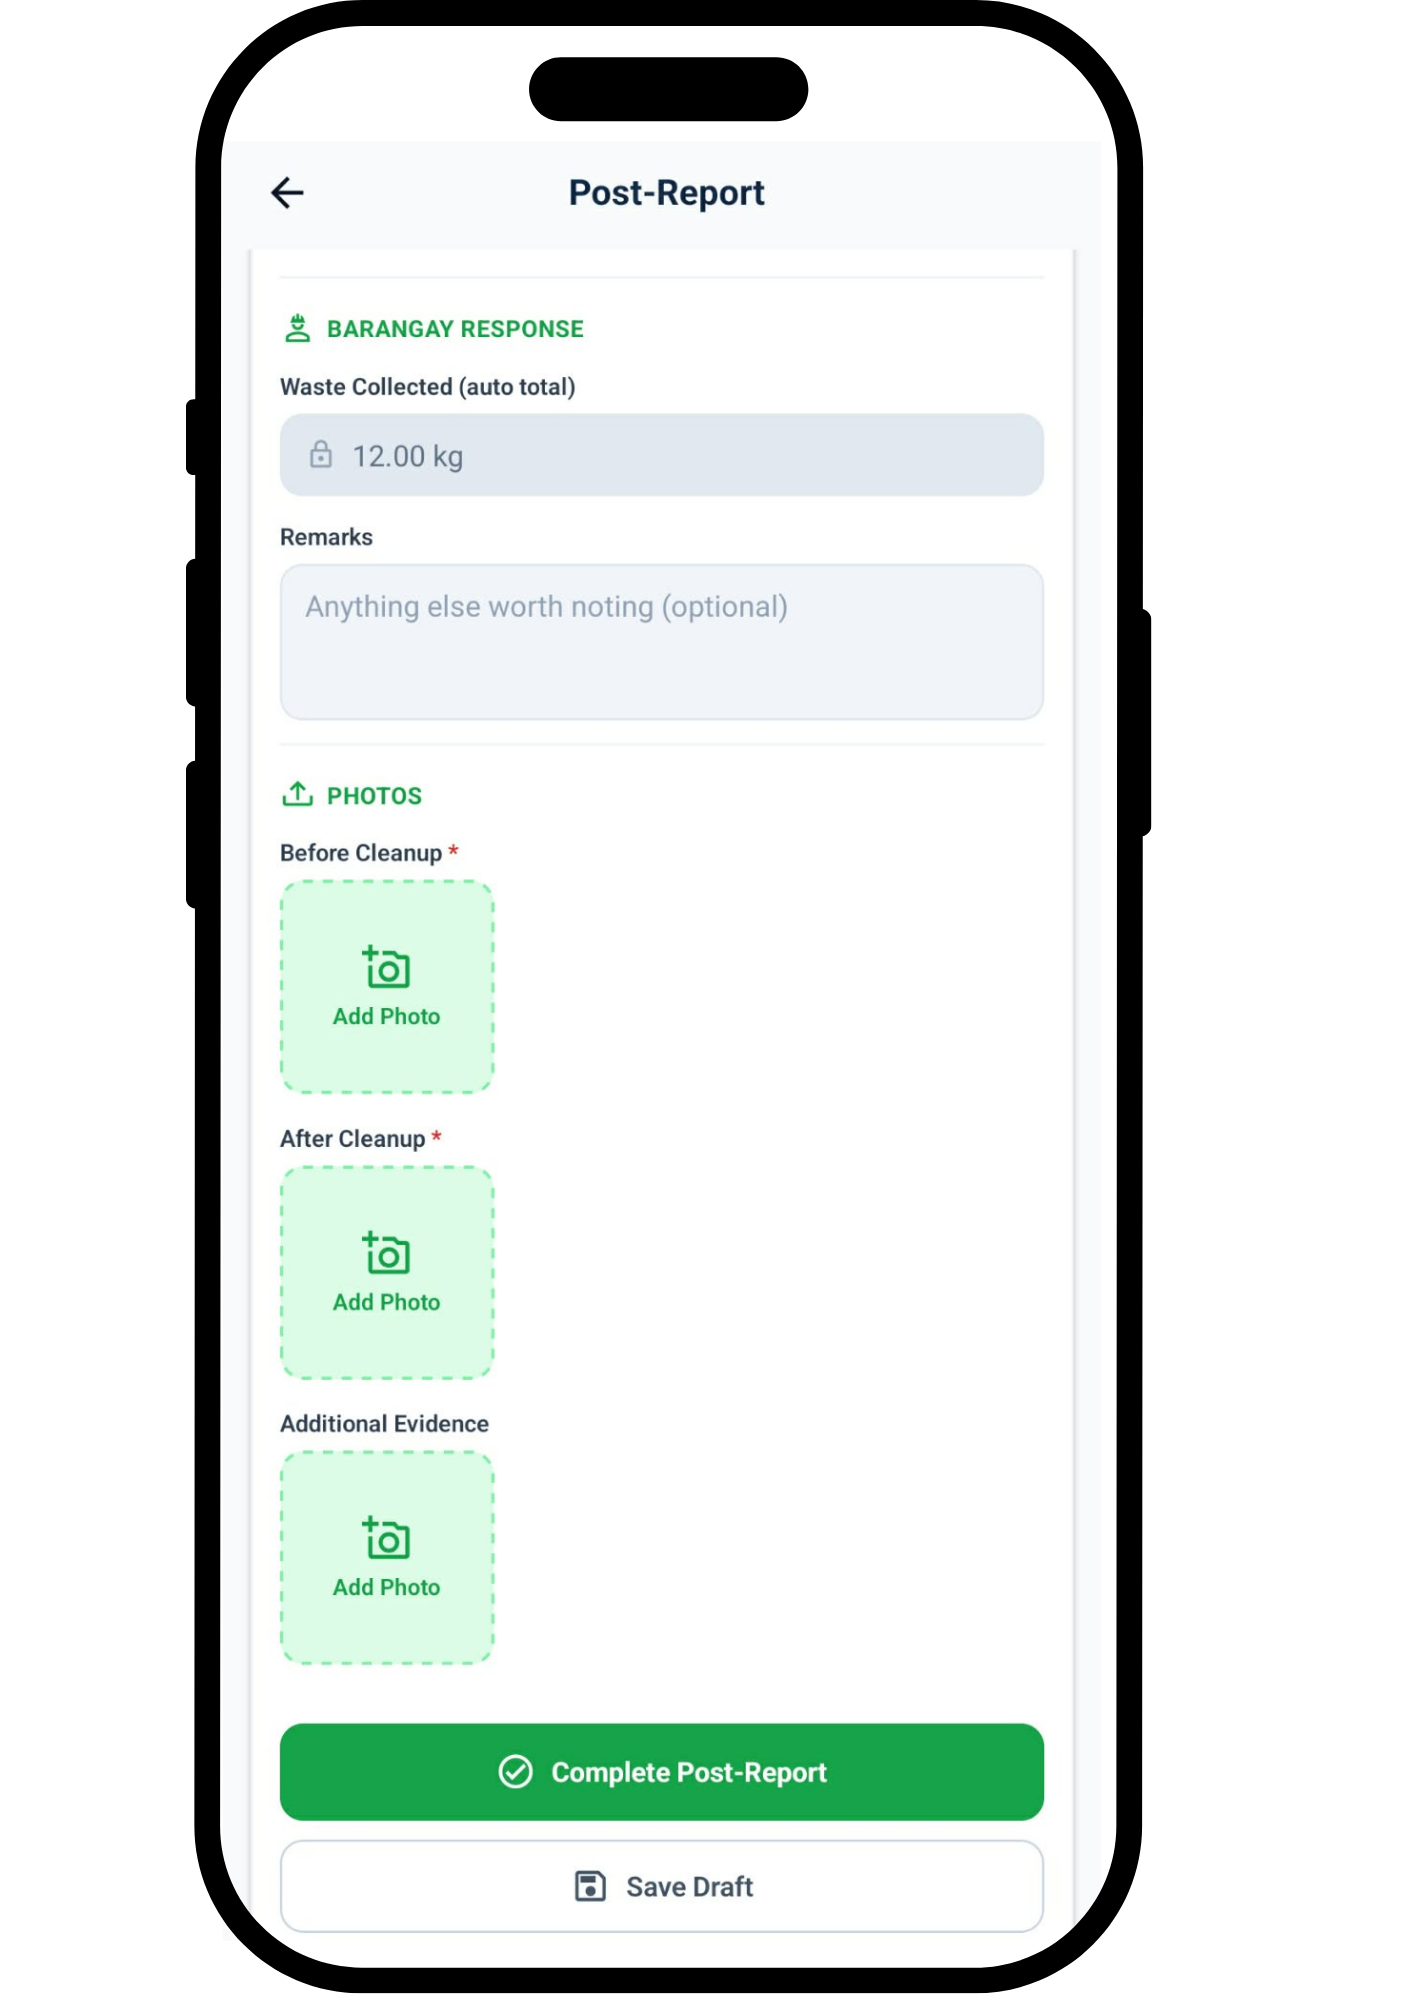 Post-Report
BARANGAY RESPONSE
Waste Collected (auto total)
12.00 kg
Remarks
Anything else worth noting (optional)
PHOTOS
Before Cleanup *
Add Photo
After Cleanup *
Add Photo
Additional Evidence
Add Photo
Complete Post-Report
Save Draft